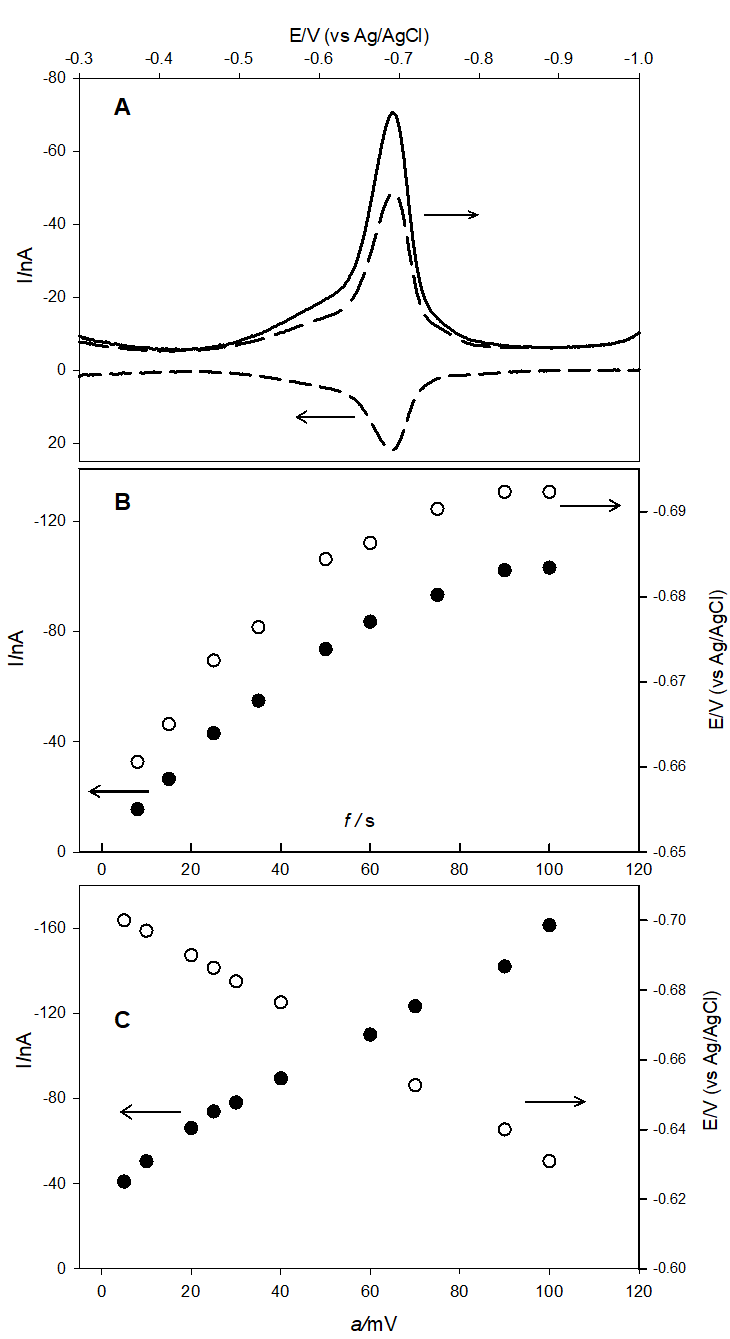 E/V (vs Ag/AgCl)
-0.3 -0.4 -0.5 -0.6 -0.7 -0.8 -0.9 -1.0
A
I/nA
-80
-60
-40
-20
0
20
B
I/nA
-120
-80
-40
0
E/V (vs Ag/AgCl)
-0.69
-0.68
-0.67
-0.66
-0.65
f / s
0 20 40 60 80 100 120
C
I/nA
-160
-120
-80
-40
0
E/V (vs Ag/AgCl)
-0.70
-0.68
-0.66
-0.64
-0.62
-0.60
0 20 40 60 80 100 120
a/mV